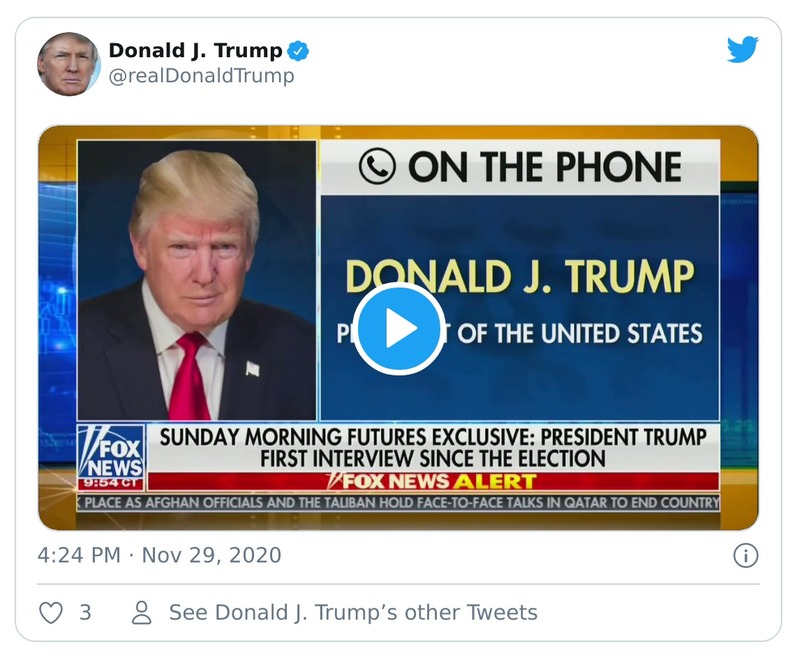 Donald J. Trump
@realDonaldTrump
ON THE PHONE
DONALD J. TRUMP
OF THE UNITED STATES
SUNDAY MORNING FUTURES EXCLUSIVE: PRESIDENT TRUMP
FIRST INTERVIEW SINCE THE ELECTION
FOX
NEWS
9:54 CT
FOX NEWS ALERT
PLACE AS AFGHAN OFFICIALS AND THE TALIBAN HOLD FACE-TO-FACE TALKS IN QATAR TO END COUNTRY
4:24 PM · Nov 29, 2020
3
See Donald J. Trump’s other Tweets